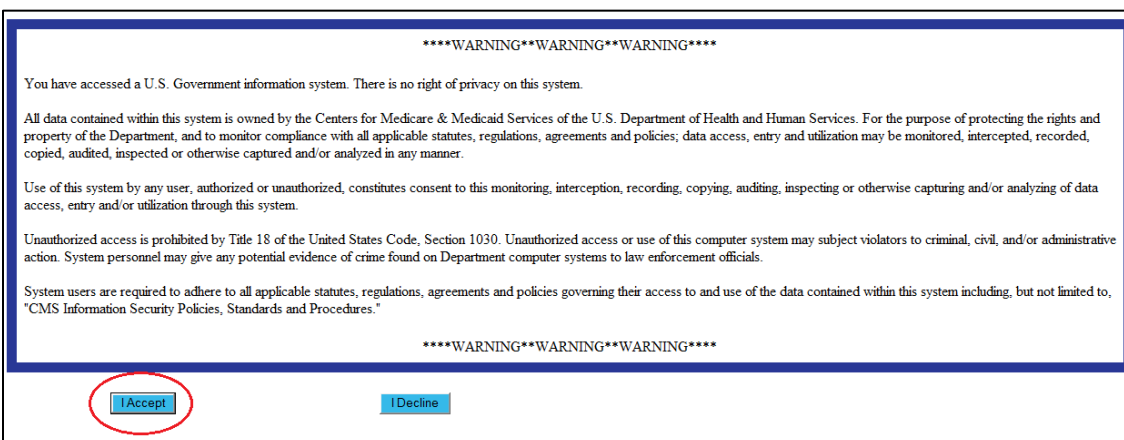 ****WARNING**WARNING**WARNING****
You have accessed a U.S. Government information system. There is no right of privacy on this system.
All data contained within this system is owned by the Centers for Medicare & Medicaid Services of the U.S. Department of Health and Human Services. For the purpose of protecting the rights and
property of the Department, and to monitor compliance with all applicable statutes, regulations, agreements and policies; data access, entry and utilization may be monitored, intercepted, recorded,
copied, audited, inspected or otherwise captured and/or analyzed in any manner.
Use of this system by any user, authorized or unauthorized, constitutes consent to this monitoring, interception, recording, copying, auditing, inspecting or otherwise capturing and/or analyzing of data
access, entry and/or utilization through this system.
Unauthorized access is prohibited by Title 18 of the United States Code, Section 1030. Unauthorized access or use of this computer system may subject violators to criminal, civil, and/or administrative
action. System personnel may give any potential evidence of crime found on Department computer systems to law enforcement officials.
System users are required to adhere to all applicable statutes, regulations, agreements and policies governing their access to and use of the data contained within this system including, but not limited to,
"CMS Information Security Policies, Standards and Procedures."
****WARNING**WARNING**WARNING****
I Accept I Decline